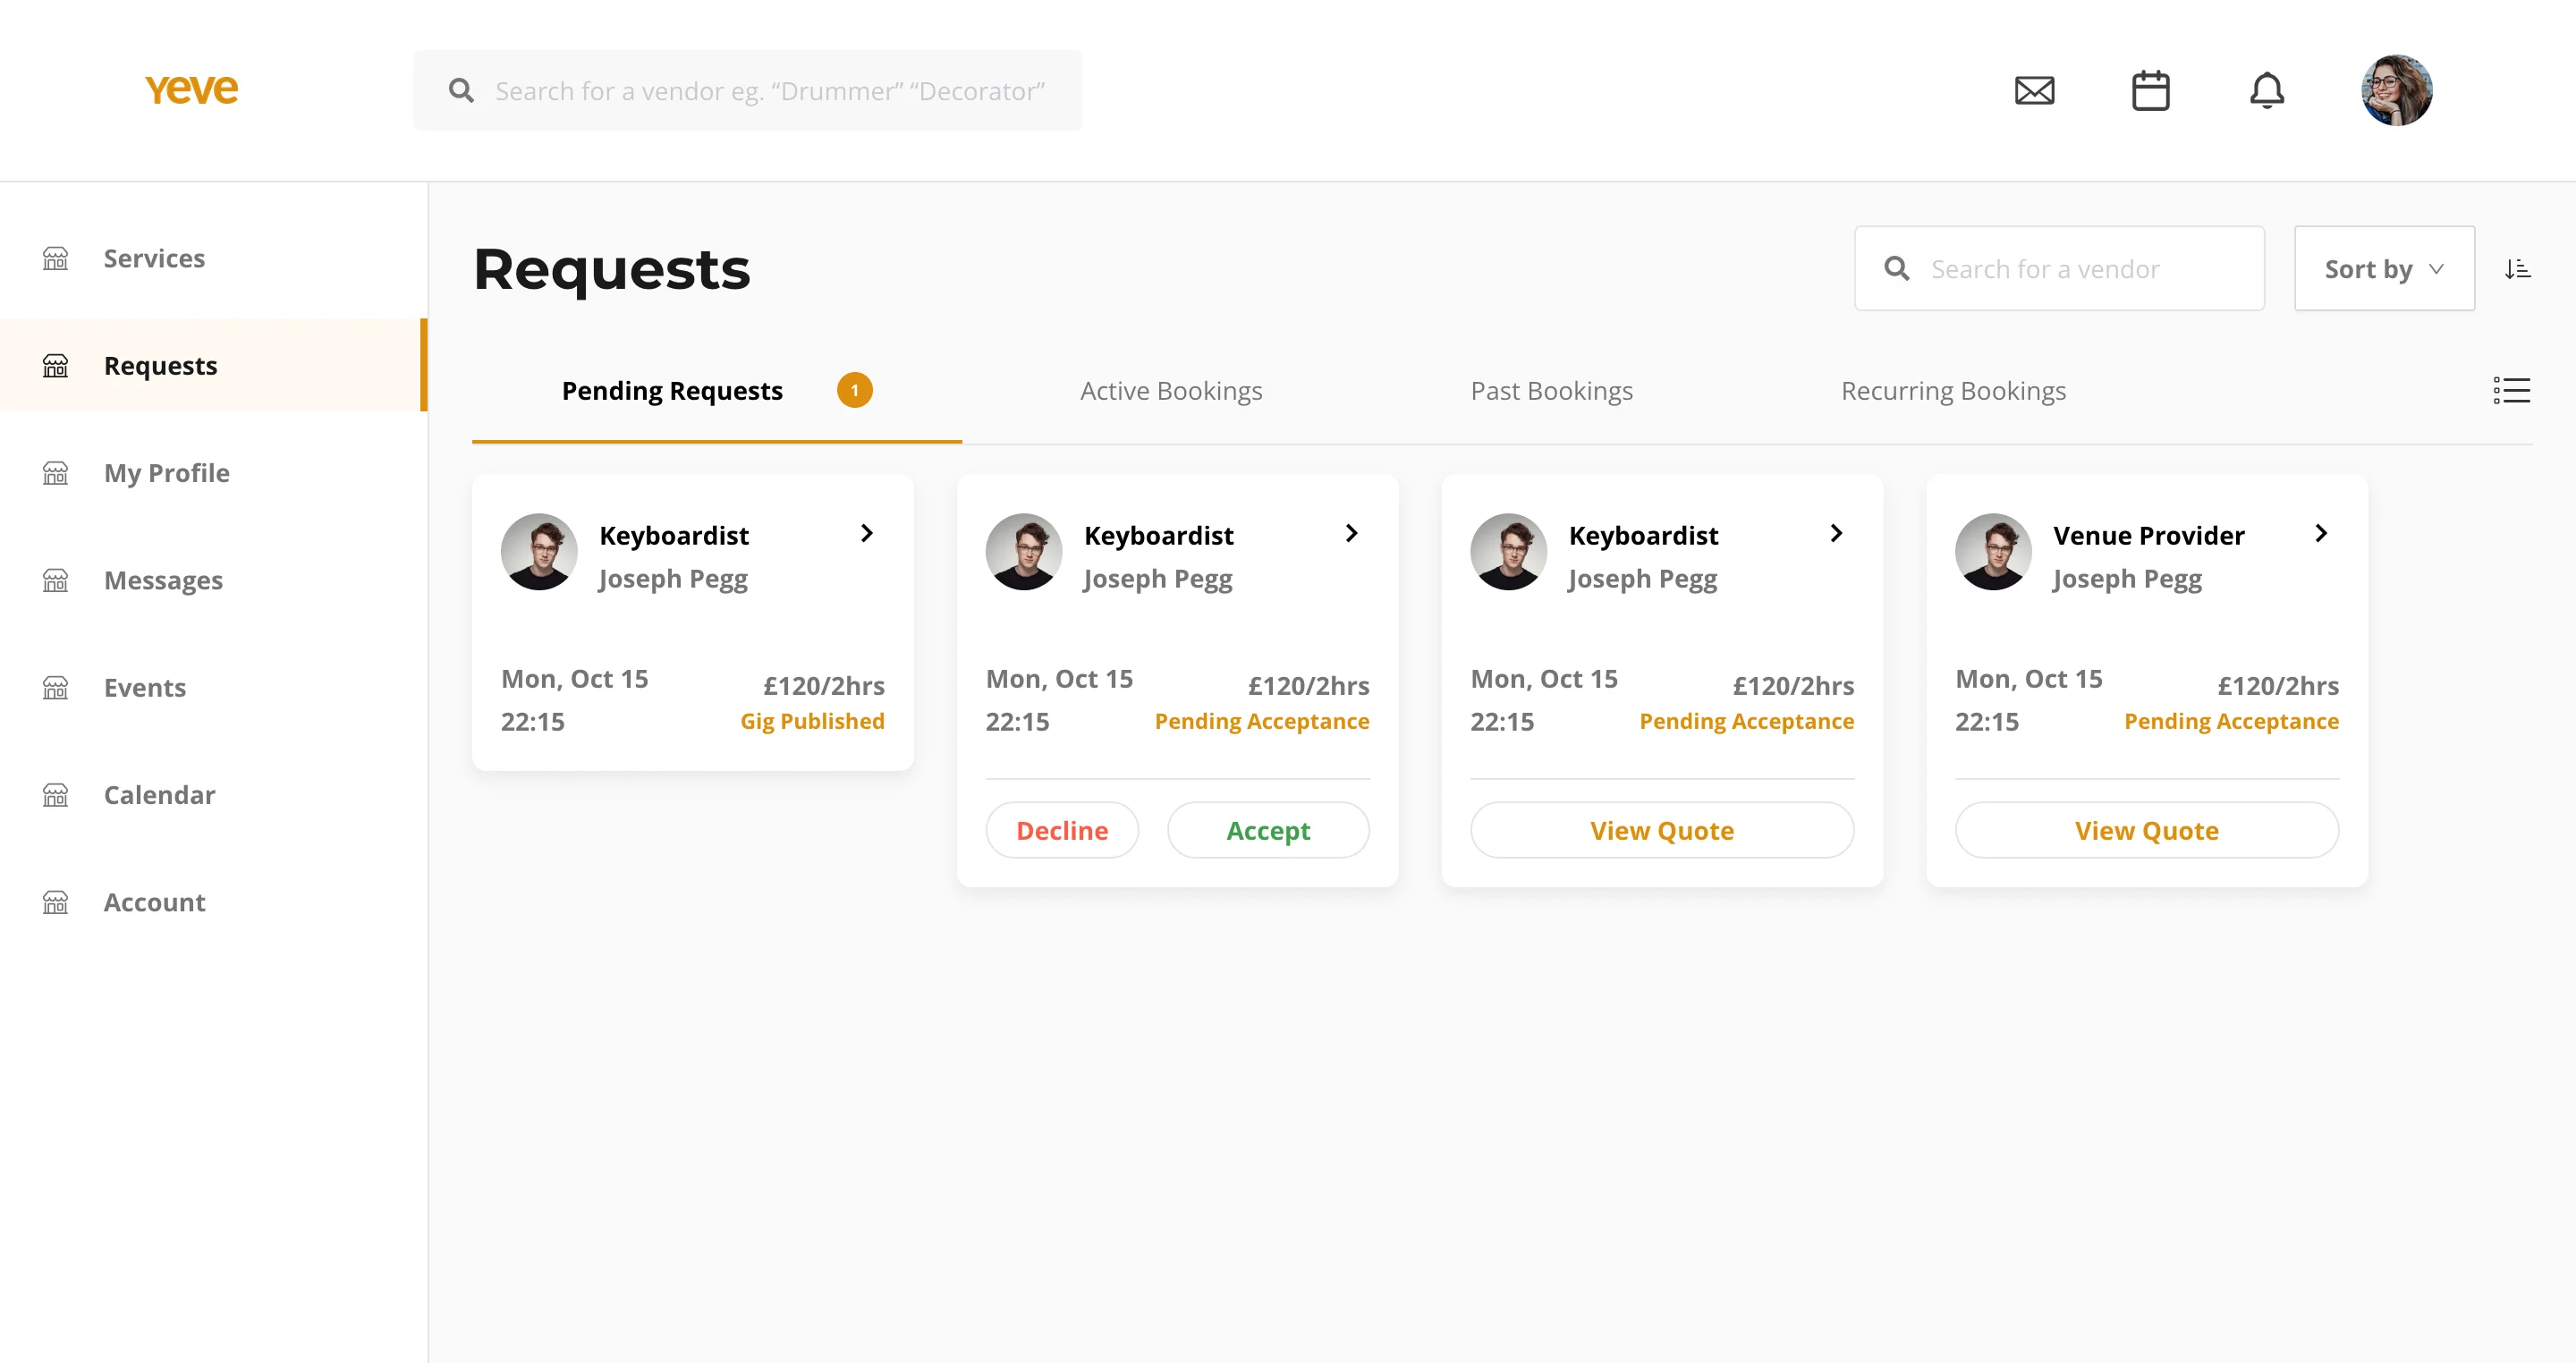 yeve
Search for a vendor eg. “Drummer” “Decorator”
Services
Requests
My Profile
Messages
Events
Calendar
Account
Requests
Search for a vendor
Sort by
Pending Requests 1
Active Bookings
Past Bookings
Recurring Bookings
Keyboardist
Joseph Pegg
Mon, Oct 15
22:15
£120/2hrs
Gig Published
Keyboardist
Joseph Pegg
Mon, Oct 15
22:15
£120/2hrs
Pending Acceptance
Decline
Accept
Keyboardist
Joseph Pegg
Mon, Oct 15
22:15
£120/2hrs
Pending Acceptance
View Quote
Venue Provider
Joseph Pegg
Mon, Oct 15
22:15
£120/2hrs
Pending Acceptance
View Quote